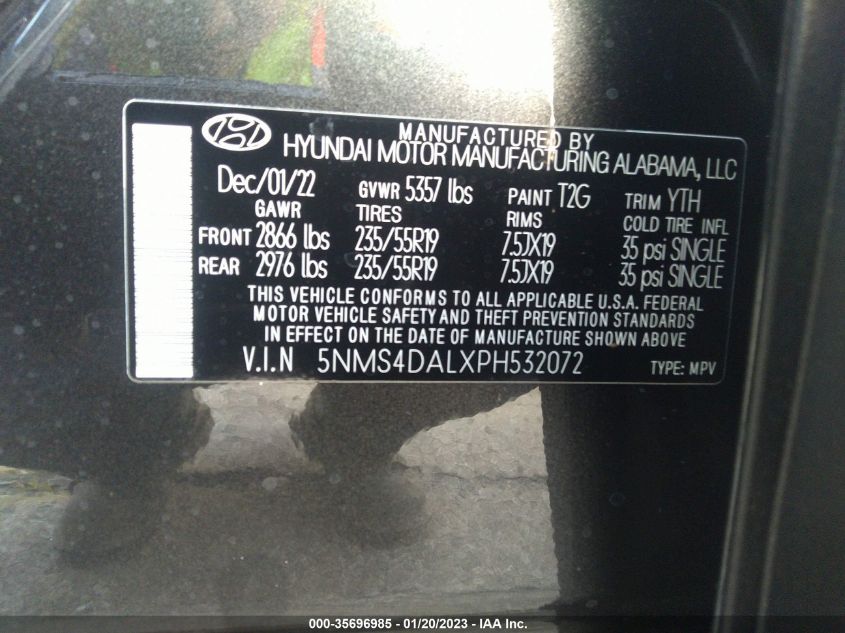 MANUFACTURED BY
HYUNDAI MOTOR MANUFACTURING ALABAMA, LLC
Dec/01/22 GVWR 5357 lbs PAINT T2G TRIM YTH
GAWR TIRES RIMS COLD TIRE INFL
FRONT 2866 lbs 235/55R19 7.5JX19 35 psi SINGLE
REAR 2976 lbs 235/55R19 7.5JX19 35 psi SINGLE
THIS VEHICLE CONFORMS TO ALL APPLICABLE U.S.A. FEDERAL
MOTOR VEHICLE SAFETY AND THEFT PREVENTION STANDARDS
IN EFFECT ON THE DATE OF MANUFACTURE SHOWN ABOVE
V.I.N 5NMS4DALXPH532072 TYPE: MPV
000-35696985 - 01/20/2023 - IAA Inc.